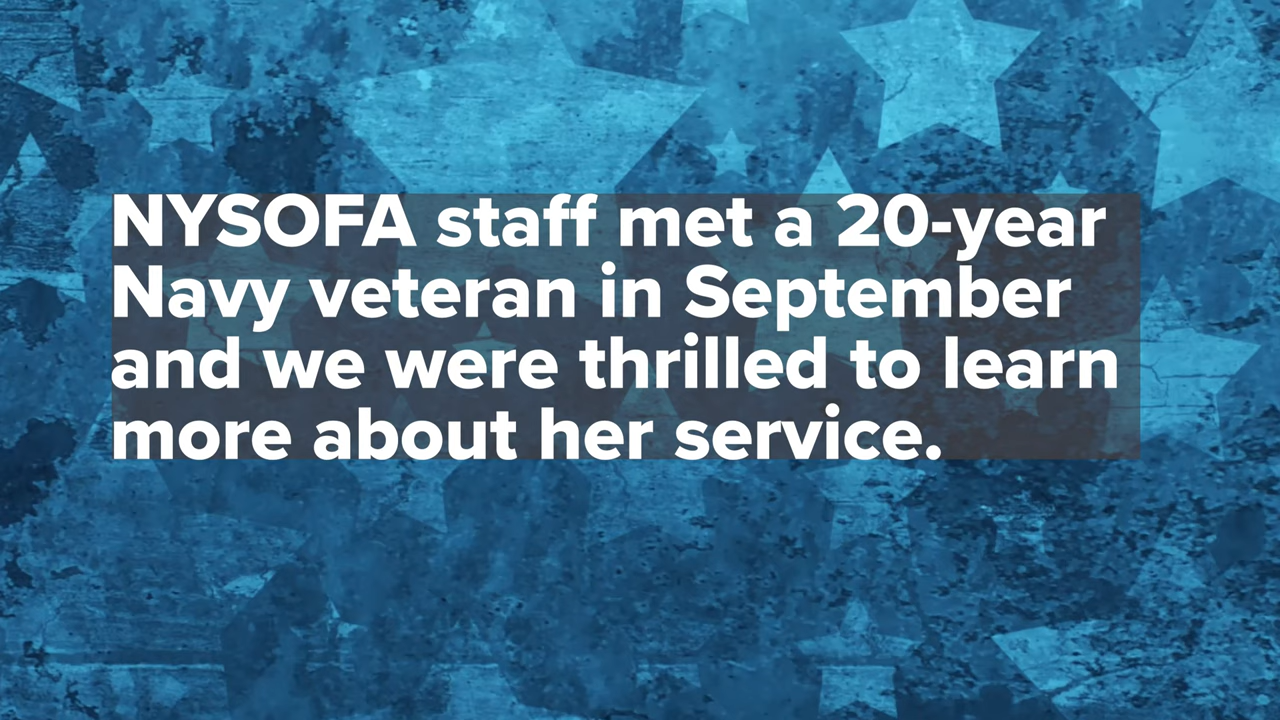 NYSOFA staff met a 20-year
Navy veteran in September
and we were thrilled to learn
more about her service.